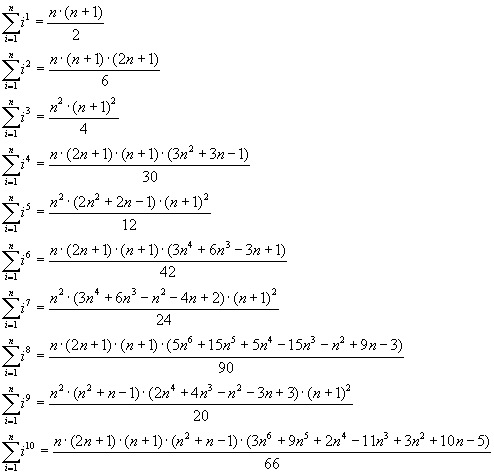 ∑_{i=1}^{n} i^1 = n·(n+1) / 2
∑_{i=1}^{n} i^2 = n·(n+1)·(2n+1) / 6
∑_{i=1}^{n} i^3 = n^2·(n+1)^2 / 4
∑_{i=1}^{n} i^4 = n·(2n+1)·(n+1)·(3n^2+3n−1) / 30
∑_{i=1}^{n} i^5 = n^2·(2n^2+2n−1)·(n+1)^2 / 12
∑_{i=1}^{n} i^6 = n·(2n+1)·(n+1)·(3n^4+6n^3−3n+1) / 42
∑_{i=1}^{n} i^7 = n^2·(3n^4+6n^3−n^2−4n+2)·(n+1)^2 / 24
∑_{i=1}^{n} i^8 = n·(2n+1)·(n+1)·(5n^6+15n^5+5n^4−15n^3−n^2+9n−3) / 90
∑_{i=1}^{n} i^9 = n^2·(n^2+n−1)·(2n^4+4n^3−n^2−3n+3)·(n+1)^2 / 20
∑_{i=1}^{n} i^10 = n·(2n+1)·(n+1)·(n^2+n−1)·(3n^6+9n^5+2n^4−11n^3+3n^2+10n−5) / 66